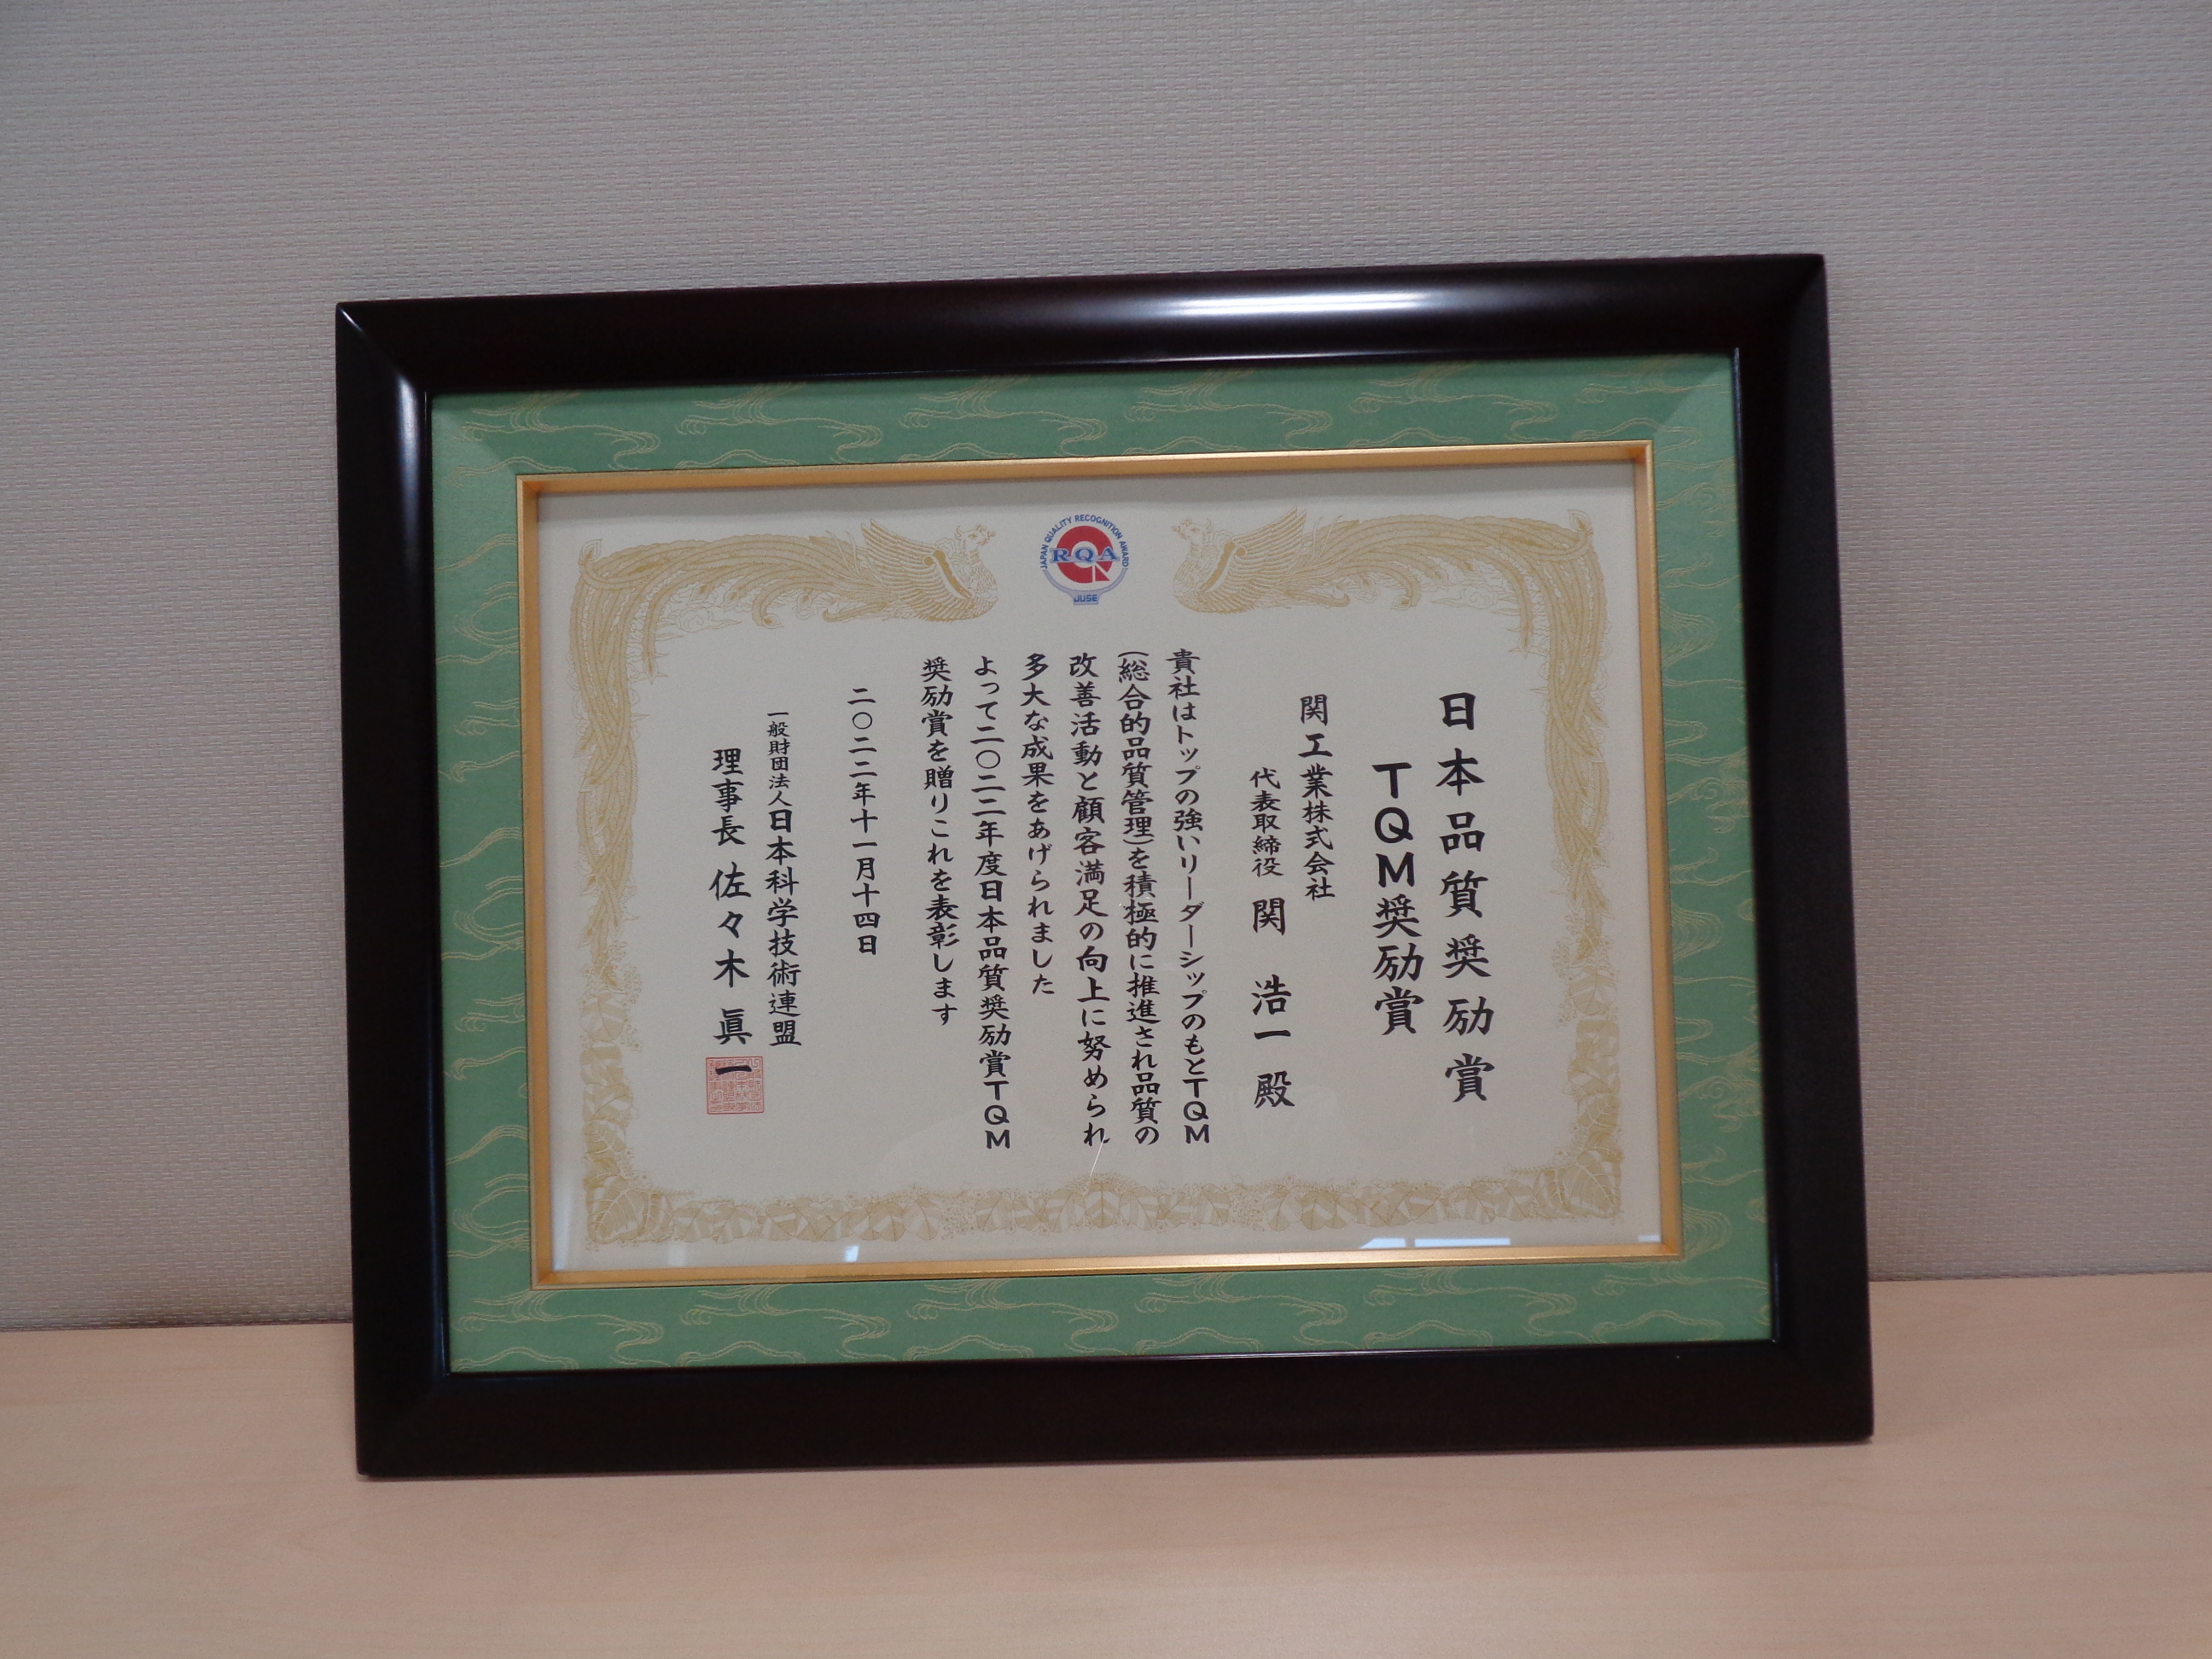 JAPAN QUALITY RECOGNITION AWARD
RQA
JUSE
日本品質奨励賞
TQM奨励賞
関工業株式会社
代表取締役 関 浩一 殿
貴社はトップの強いリーダーシップのもとTQM
(総合的品質管理)を積極的に推進され品質の
改善活動と顧客満足の向上に努められ
多大な成果をあげられました
よって二〇二二年度日本品質奨励賞TQM
奨励賞を贈りこれを表彰します
二〇二二年十一月十四日
一般財団法人日本科学技術連盟
理事長 佐々木 眞一